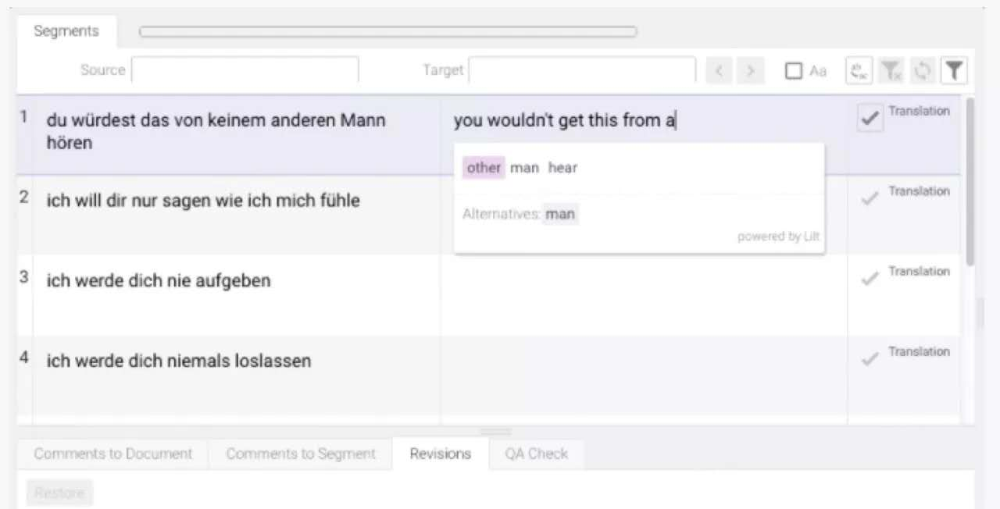 Segments
Source
Target
Aa
1
du würdest das von keinem anderen Mann
hören
you wouldn't get this from a
Translation
other man hear
Alternatives: man
powered by Lilt
2
ich will dir nur sagen wie ich mich fühle
Translation
3
ich werde dich nie aufgeben
Translation
4
ich werde dich niemals loslassen
Translation
Comments to Document
Comments to Segment
Revisions
QA Check
Restore